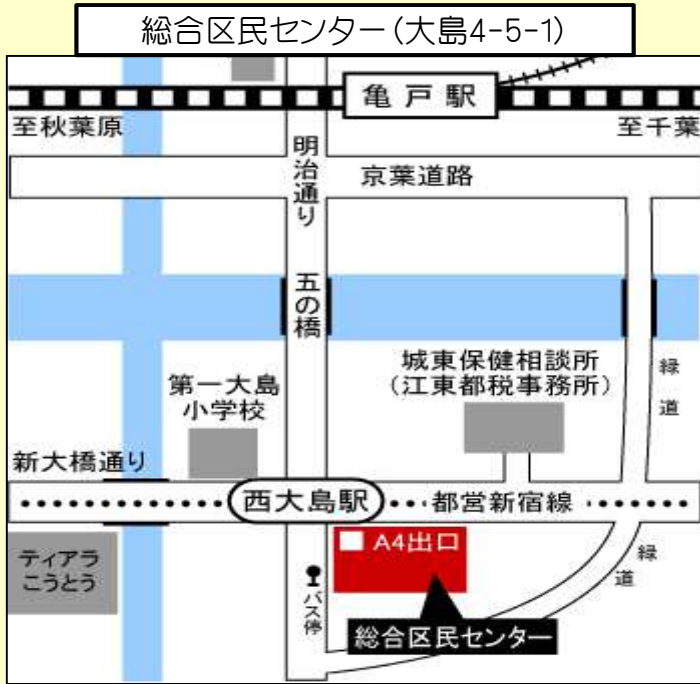 総合区民センター(大島4-5-1)
亀戸駅
至秋葉原
至千葉
明治通り
京葉道路
五の橋
城東保健相談所
(江東都税事務所)
緑道
第一大島
小学校
新大橋通り
西大島駅
都営新宿線
A4出口
ティアラ
こうとう
バス停
緑道
総合区民センター